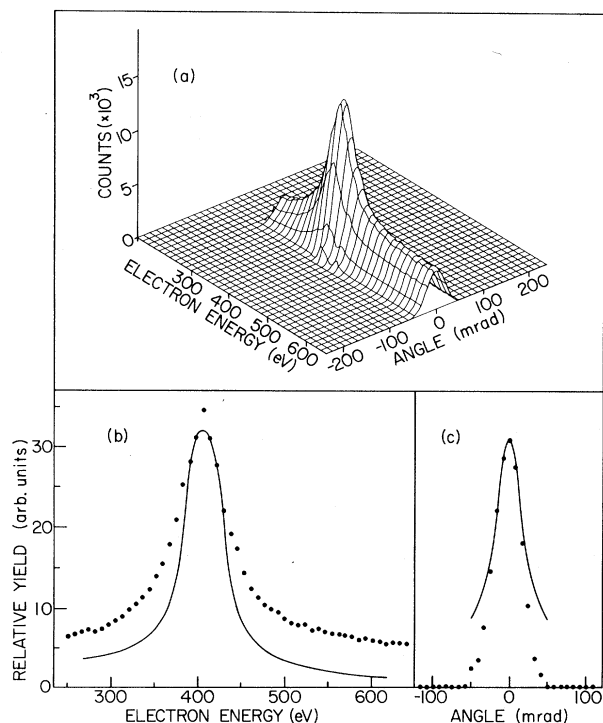 (a)
COUNTS (×10³)
15
10
5
0
300
400
500
600
ELECTRON ENERGY (eV)
-200
-100
0
100
200
ANGLE (mrad)
(b)
(c)
RELATIVE YIELD (arb. units)
30
20
10
0
300
400
500
600
ELECTRON ENERGY (eV)
-100
0
100
ANGLE (mrad)